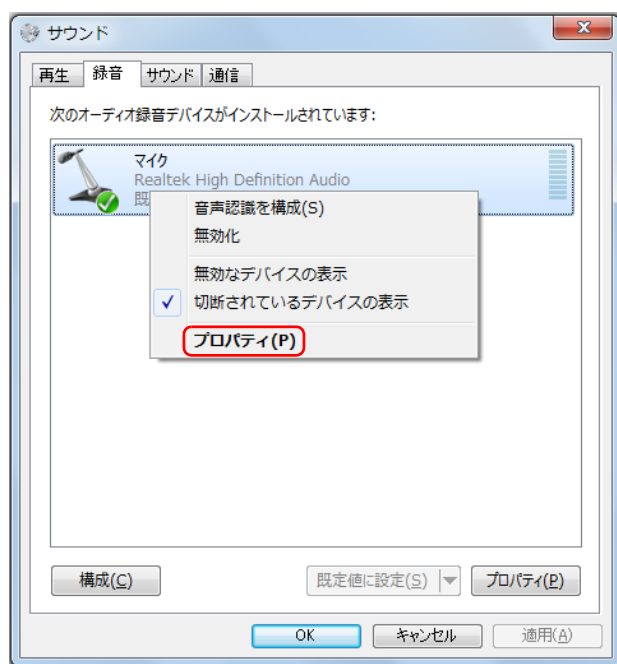 サウンド
再生 録音 サウンド 通信
次のオーディオ録音デバイスがインストールされています:
マイク
Realtek High Definition Audio
既
音声認識を構成(S)
無効化
無効なデバイスの表示
切断されているデバイスの表示
プロパティ(P)
構成(C) 既定値に設定(S) プロパティ(P)
OK キャンセル 適用(A)